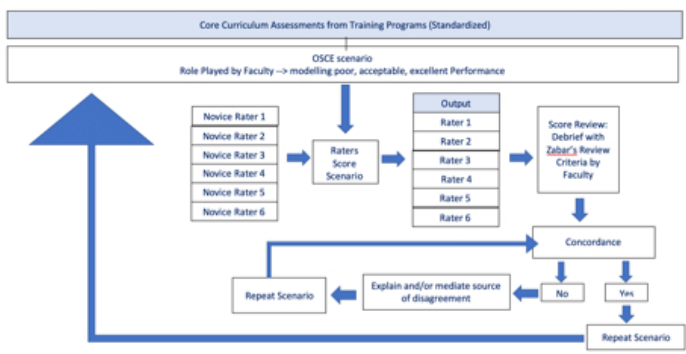 Core Curriculum Assessments from Training Programs (Standardized)
OSCE scenario
Role Played by Faculty --> modelling poor, acceptable, excellent Performance
Novice Rater 1
Novice Rater 2
Novice Rater 3
Novice Rater 4
Novice Rater 5
Novice Rater 6
Raters
Score
Scenario
Output
Rater 1
Rater 2
Rater 3
Rater 4
Rater 5
Rater 6
Score Review:
Debrief with
Zabar's Review
Criteria by
Faculty
Concordance
No
Yes
Explain and/or mediate source
of disagreement
Repeat Scenario
Repeat Scenario